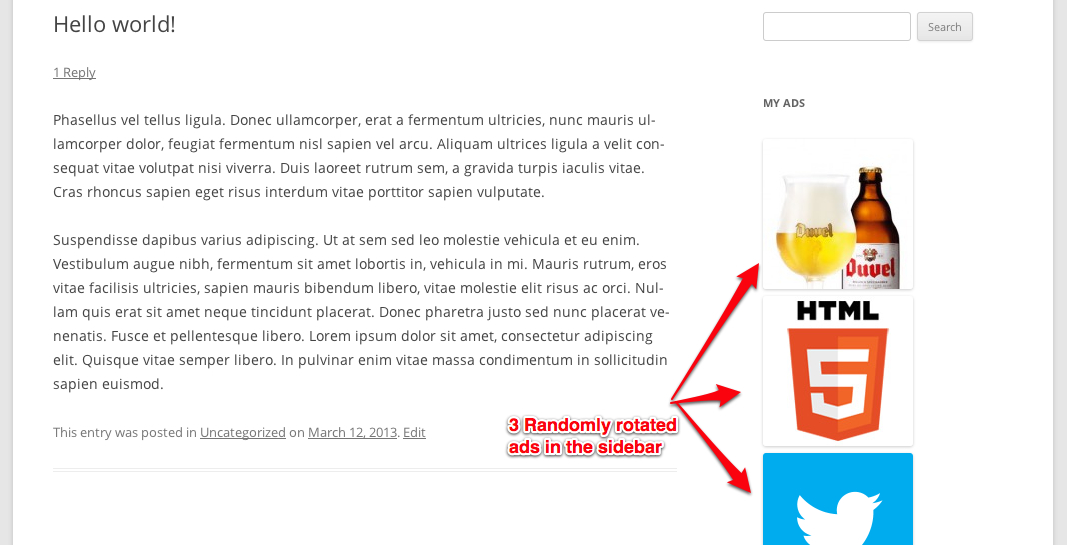 Hello world!
1 Reply
Phasellus vel tellus ligula. Donec ullamcorper, erat a fermentum ultricies, nunc mauris ul-
lamcorper dolor, feugiat fermentum nisl sapien vel arcu. Aliquam ultrices ligula a velit con-
sequat vitae volutpat nisi viverra. Duis laoreet rutrum sem, a gravida turpis iaculis vitae.
Cras rhoncus sapien eget risus interdum vitae porttitor sapien vulputate.
Suspendisse dapibus varius adipiscing. Ut at sem sed leo molestie vehicula et eu enim.
Vestibulum augue nibh, fermentum sit amet lobortis in, vehicula in mi. Mauris rutrum, eros
vitae facilisis ultricies, sapien mauris bibendum libero, vitae molestie elit risus ac orci. Nul-
lam quis erat sit amet neque tincidunt placerat. Donec pharetra justo sed nunc placerat ve-
nenatis. Fusce et pellentesque libero. Lorem ipsum dolor sit amet, consectetur adipiscing
elit. Quisque vitae semper libero. In pulvinar enim vitae massa condimentum in sollicitudin
sapien euismod.
This entry was posted in Uncategorized on March 12, 2013. Edit
3 Randomly rotated
ads in the sidebar
Search
MY ADS
Duvel
Duvel
HTML
5